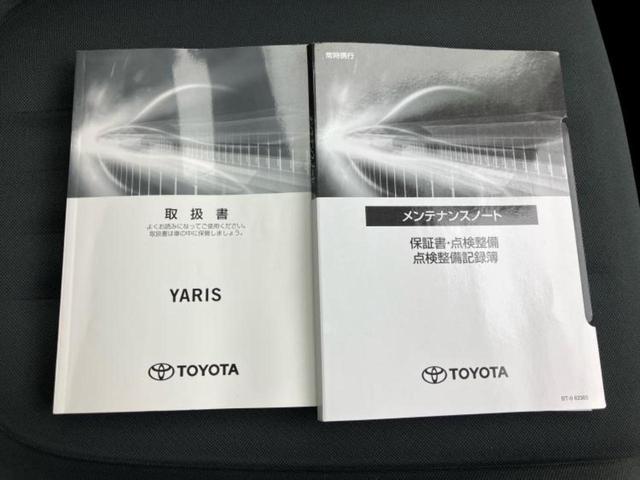 取扱書
よくお読みになってご使用ください。
取扱書は車の中に保管しましょう。
YARIS
TOYOTA
常時携行
メンテナンスノート
保証書・点検整備
点検整備記録簿
TOYOTA